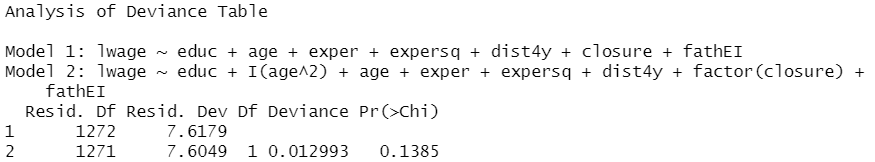 Analysis of Deviance Table
Model 1: lwage ~ educ + age + exper + expersq + dist4y + closure + fathEI
Model 2: lwage ~ educ + I(age^2) + age + exper + expersq + dist4y + factor(closure) +
    fathEI
  Resid. Df Resid. Dev Df Deviance Pr(>Chi)
1      1272     7.6179
2      1271     7.6049  1 0.012993   0.1385